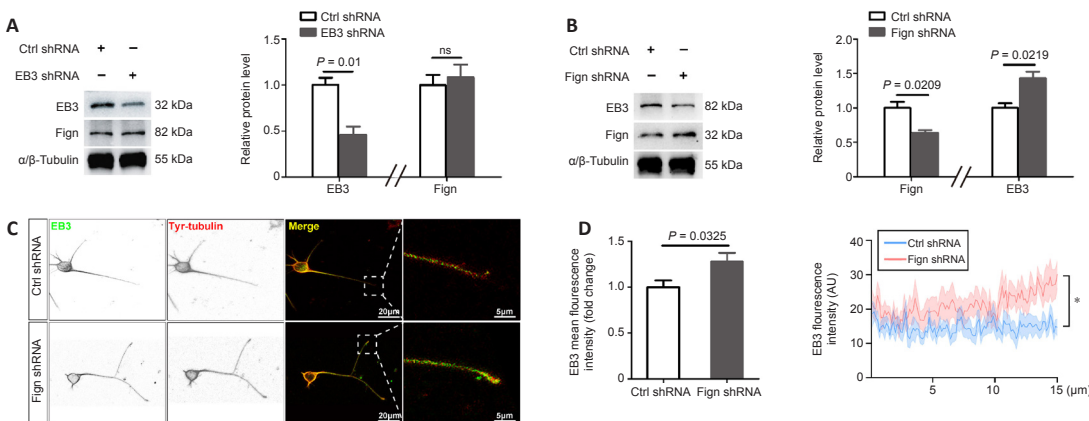 A
Ctrl shRNA + −
EB3 shRNA − +
EB3 32 kDa
Fign 82 kDa
α/β-Tubulin 55 kDa
Ctrl shRNA
EB3 shRNA
Relative protein level
1.5
1.0
0.5
0
P = 0.01
ns
EB3 Fign
B
Ctrl shRNA + −
Fign shRNA − +
EB3 82 kDa
Fign 32 kDa
α/β-Tubulin 55 kDa
Ctrl shRNA
Fign shRNA
Relative protein level
2.0
1.5
1.0
0.5
0
P = 0.0209
P = 0.0219
Fign EB3
C
EB3 Tyr-tubulin Merge
Ctrl shRNA
20μm 5μm
Fign shRNA
20μm 5μm
D
EB3 mean flourescence
intensity (fold change)
1.5
1.0
0.5
0
P = 0.0325
Ctrl shRNA Fign shRNA
EB3 fluorescence
intensity (AU)
40
30
20
10
0
Ctrl shRNA
Fign shRNA
*
5 10 15 (μm)